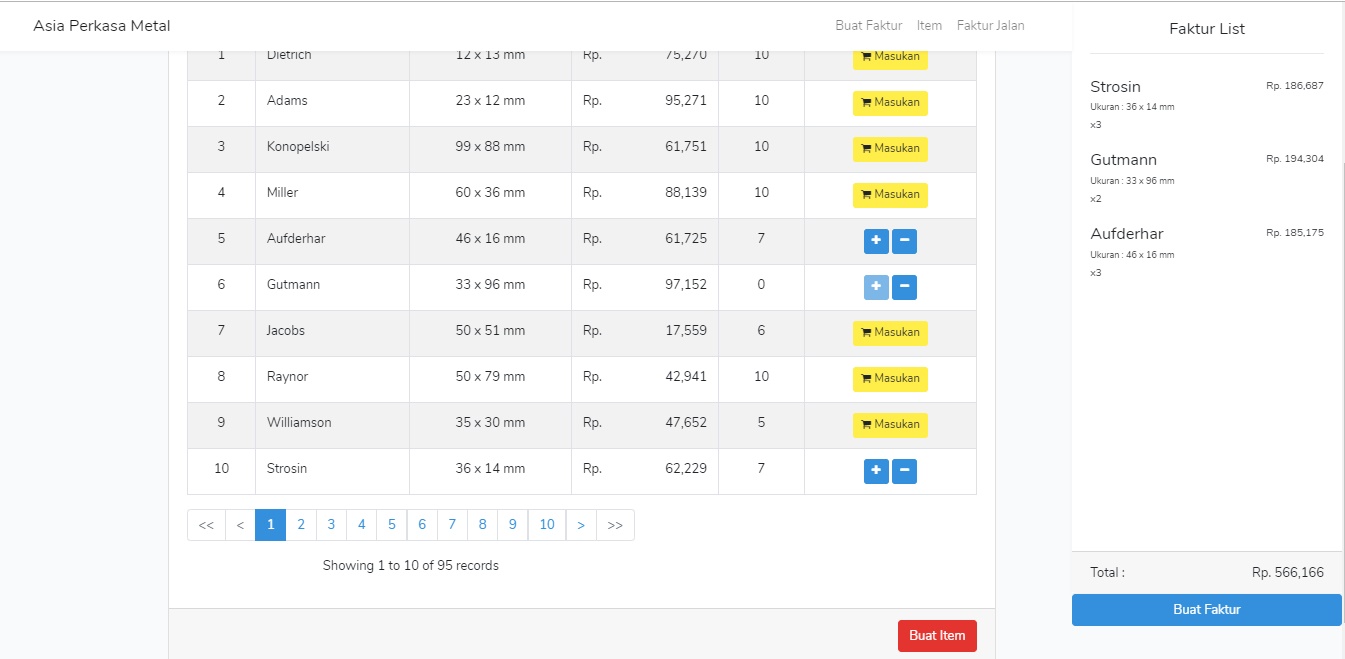 Asia Perkasa Metal
Buat Faktur Item Faktur Jalan
1 Dietrich 12 x 13 mm Rp. 75,270 10 Masukan
2 Adams 23 x 12 mm Rp. 95,271 10 Masukan
3 Konopelski 99 x 88 mm Rp. 61,751 10 Masukan
4 Miller 60 x 36 mm Rp. 88,139 10 Masukan
5 Aufderhar 46 x 16 mm Rp. 61,725 7 + -
6 Gutmann 33 x 96 mm Rp. 97,152 0 + -
7 Jacobs 50 x 51 mm Rp. 17,559 6 Masukan
8 Raynor 50 x 79 mm Rp. 42,941 10 Masukan
9 Williamson 35 x 30 mm Rp. 47,652 5 Masukan
10 Strosin 36 x 14 mm Rp. 62,229 7 + -
<< < 1 2 3 4 5 6 7 8 9 10 > >>
Showing 1 to 10 of 95 records
Buat Item
Faktur List
Strosin Rp. 186,687
Ukuran : 36 x 14 mm
x3
Gutmann Rp. 194,304
Ukuran : 33 x 96 mm
x2
Aufderhar Rp. 185,175
Ukuran : 46 x 16 mm
x3
Total : Rp. 566,166
Buat Faktur